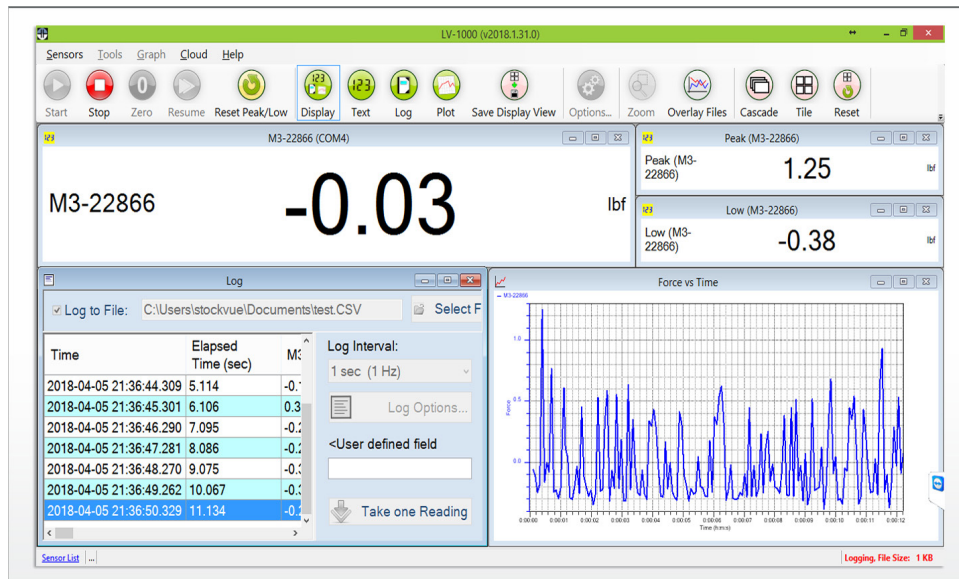 LV-1000 (v2018.1.31.0)
Sensors Tools Graph Cloud Help
Start Stop Zero Resume Reset Peak/Low Display Text Log Plot Save Display View Options... Zoom Overlay Files Cascade Tile Reset
M3-22866 (COM4)
M3-22866 -0.03 lbf
Peak (M3-22866)
Peak (M3-
22866)
1.25 lbf
Low (M3-22866)
Low (M3-
22866)
-0.38 lbf
Log
Log to File: C:\Users\stockvue\Documents\test.CSV Select F
Time Elapsed
Time (sec)
2018-04-05 21:36:44.309 5.114
2018-04-05 21:36:45.301 6.106 0.3
2018-04-05 21:36:46.290 7.095 -0.2
2018-04-05 21:36:47.281 8.086 -0.2
2018-04-05 21:36:48.270 9.075
2018-04-05 21:36:49.262 10.067
2018-04-05 21:36:50.329 11.134
Log Interval:
1 sec (1 Hz)
Log Options...
<User defined field
Take one Reading
Force vs Time
M3-22866
1.0
0.5
0.0
Force
0:00:00 0:00:01 0:00:02 0:00:03 0:00:04 0:00:05 0:00:06 0:00:07 0:00:08 0:00:09 0:00:10 0:00:11 0:00:12
Time (h:m:s)
Sensor List ...
Logging, File Size: 1 KB